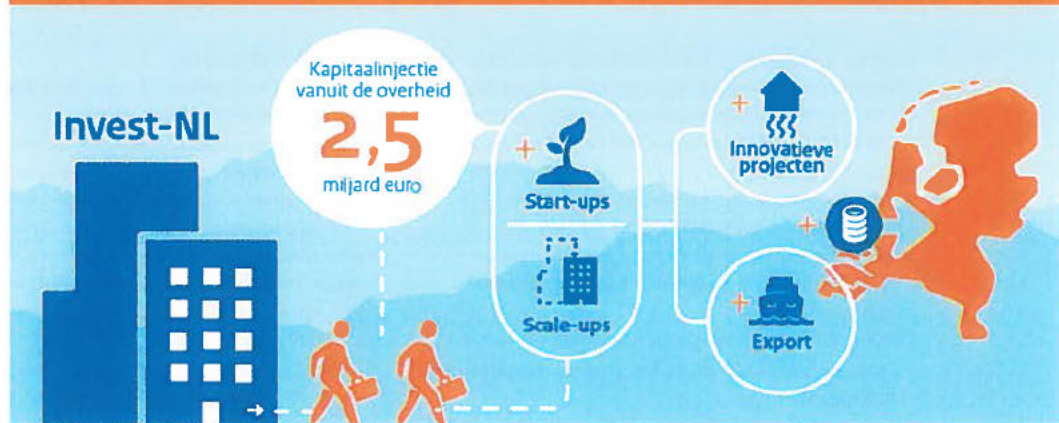 Invest-NL
Kapitaalinjectie
vanuit de overheid
2,5
miljard euro
Start-ups
Scale-ups
Innovatieve
projecten
Export